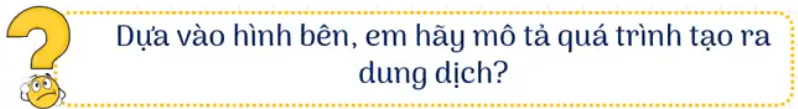 Dựa vào hình bên, em hãy mô tả quá trình tạo ra
dung dịch?